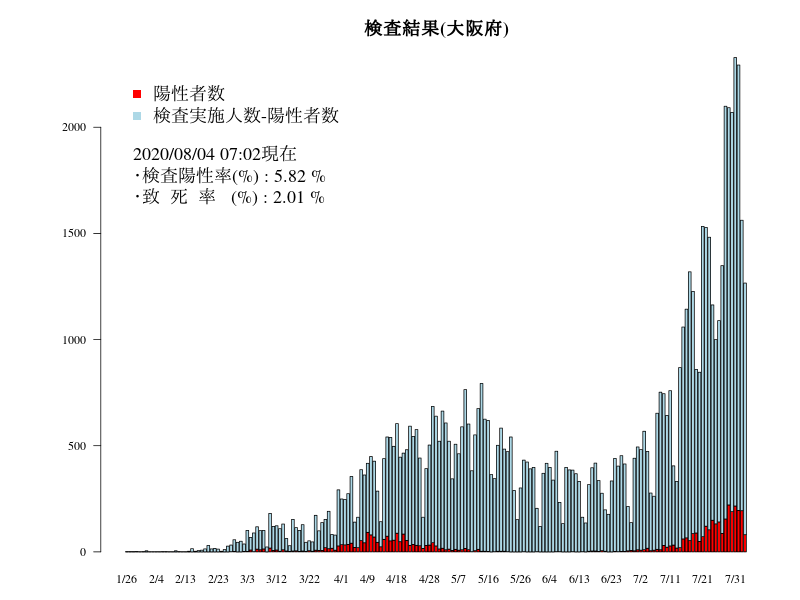 検査結果(大阪府)
陽性者数
検査実施人数-陽性者数
2020/08/04 07:02現在
･検査陽性率(%) : 5.82 %
･致 死 率 (%) : 2.01 %
2000
1500
1000
500
0
1/26 2/4 2/13 2/23 3/3 3/12 3/22 4/1 4/9 4/18 4/28 5/7 5/16 5/26 6/4 6/13 6/23 7/2 7/11 7/21 7/31